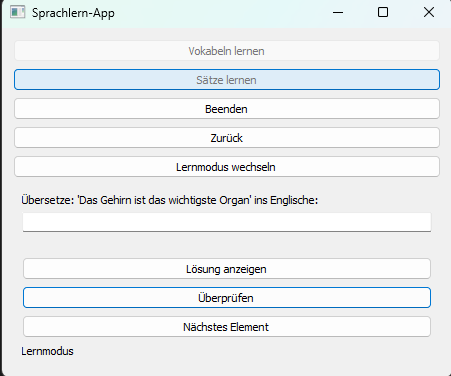 Sprachlern-App
Vokabeln lernen
Sätze lernen
Beenden
Zurück
Lernmodus wechseln
Übersetze: 'Das Gehirn ist das wichtigste Organ' ins Englische:
Lösung anzeigen
Überprüfen
Nächstes Element
Lernmodus